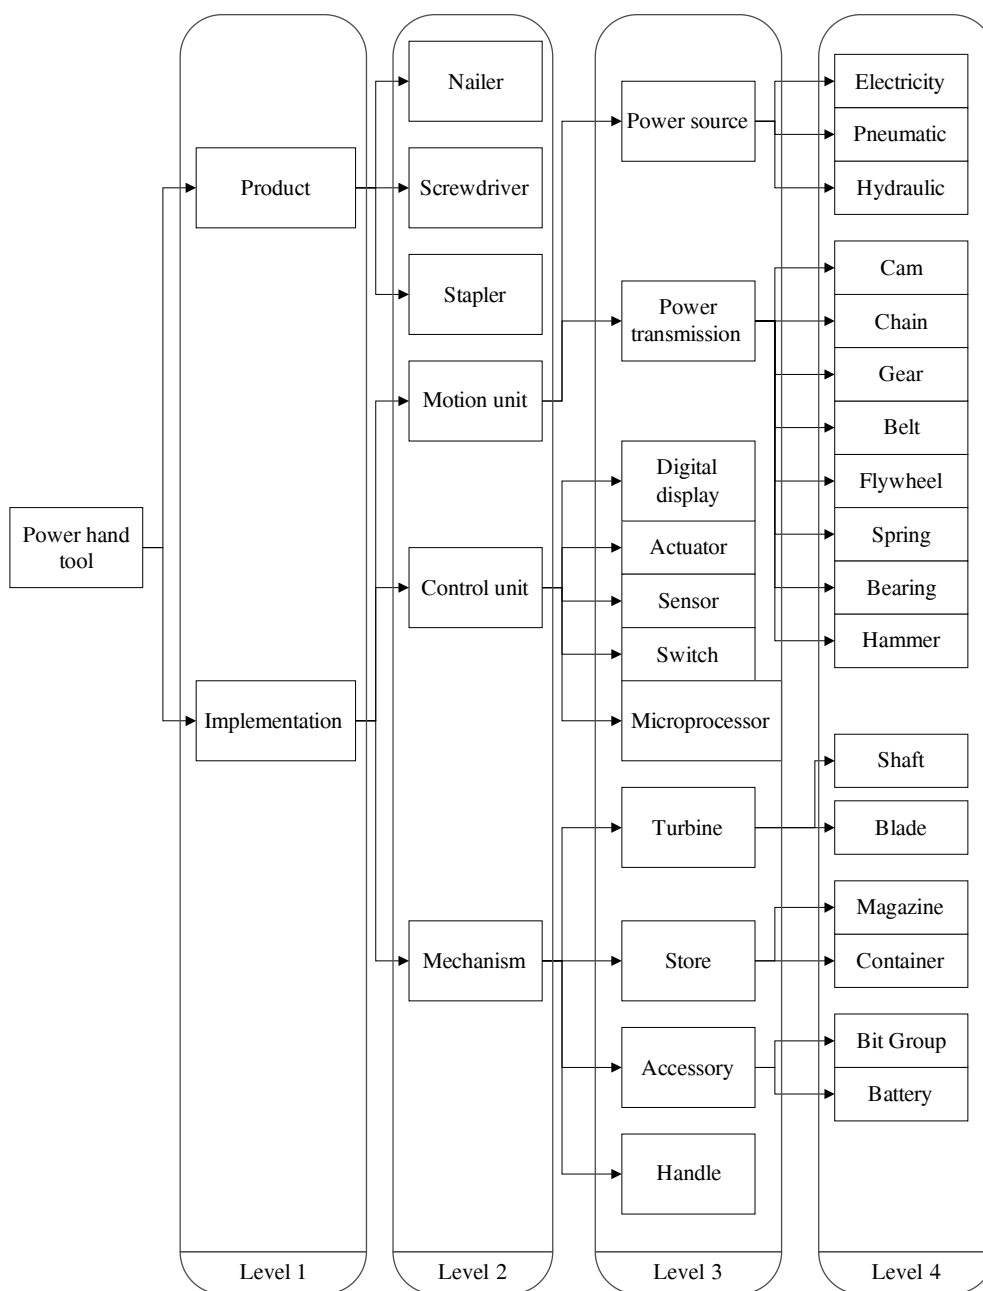 Power hand
tool
Product
Implementation
Level 1
Nailer
Screwdriver
Stapler
Motion unit
Control unit
Mechanism
Level 2
Power source
Power
transmission
Digital
display
Actuator
Sensor
Switch
Microprocessor
Turbine
Store
Accessory
Handle
Level 3
Electricity
Pneumatic
Hydraulic
Cam
Chain
Gear
Belt
Flywheel
Spring
Bearing
Hammer
Shaft
Blade
Magazine
Container
Bit Group
Battery
Level 4